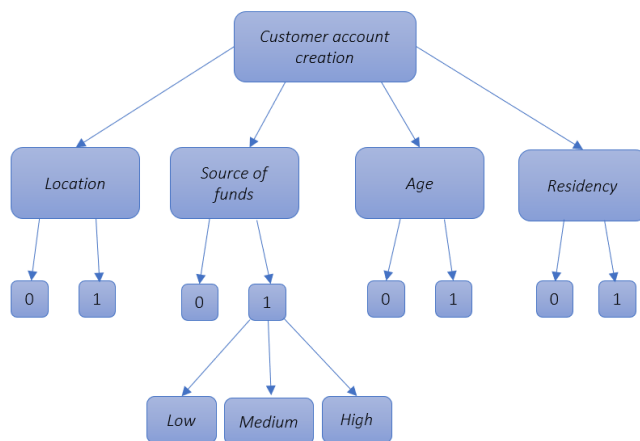 Customer account
creation
Location
Source of
funds
Age
Residency
0
1
0
1
0
1
0
1
Low
Medium
High